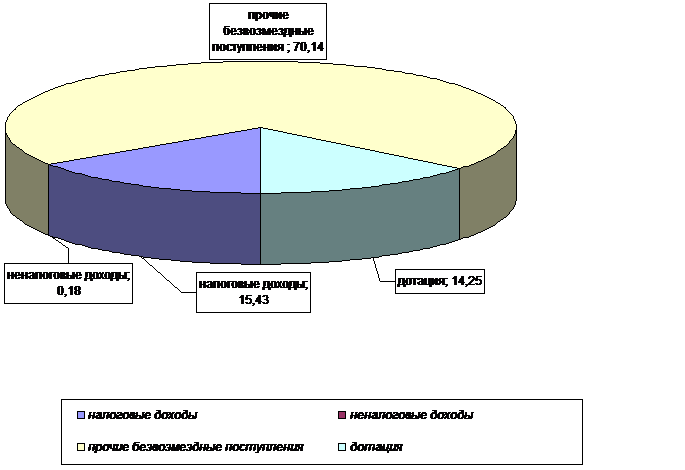 прочие
безвозмездные
поступления ; 70,14
неналоговые доходы;
0,18
налоговые доходы;
15,43
дотация; 14,25
налоговые доходы
неналоговые доходы
прочие безвозмездные поступления
дотация